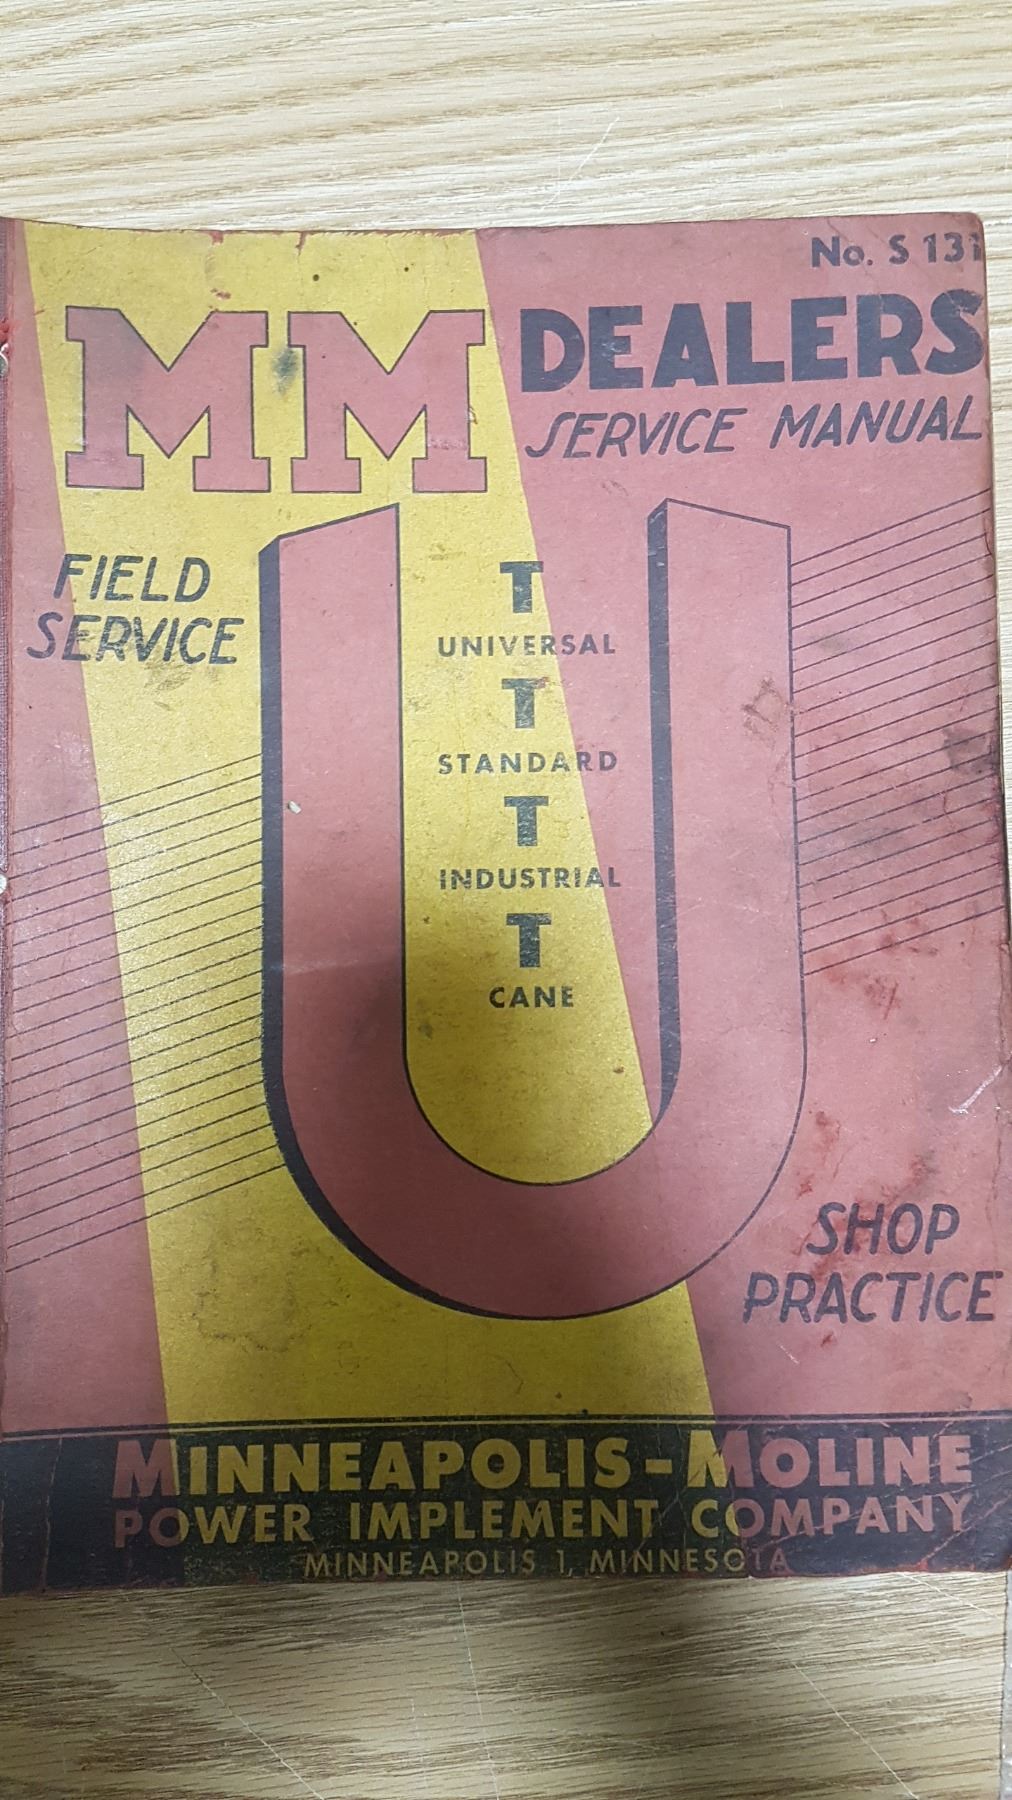 No. S 131
MM DEALERS
SERVICE MANUAL
FIELD
SERVICE
U
T
UNIVERSAL
T
STANDARD
T
INDUSTRIAL
T
CANE
SHOP
PRACTICE
MINNEAPOLIS-MOLINE
POWER IMPLEMENT COMPANY
MINNEAPOLIS 1, MINNESOTA